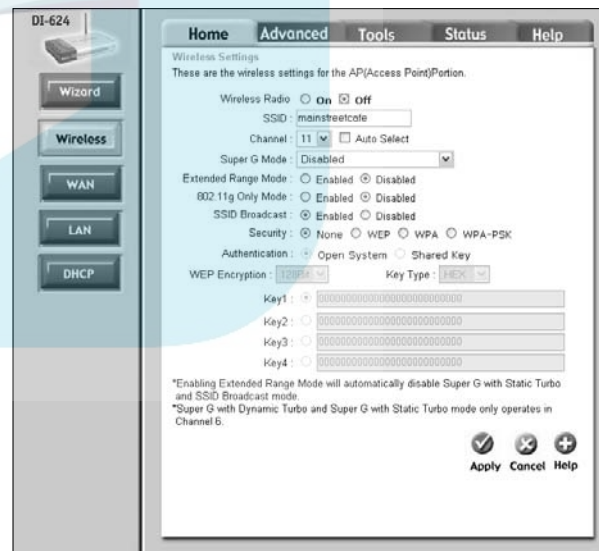 DI-624
Home Advanced Tools Status Help
Wizard
Wireless
WAN
LAN
DHCP
Wireless Settings
These are the wireless settings for the AP(Access Point)Portion.
Wireless Radio On Off
SSID : mainstreetcafe
Channel : 11 Auto Select
Super G Mode : Disabled
Extended Range Mode : Enabled Disabled
802.11g Only Mode : Enabled Disabled
SSID Broadcast : Enabled Disabled
Security : None WEP WPA WPA-PSK
Authentication : Open System Shared Key
WEP Encryption : 128Bit Key Type : HEX
Key1 : 00000000000000000000000000
Key2 : 00000000000000000000000000
Key3 : 00000000000000000000000000
Key4 : 00000000000000000000000000
*Enabling Extended Range Mode will automatically disable Super G with Static Turbo
and SSID Broadcast mode.
*Super G with Dynamic Turbo and Super G with Static Turbo mode only operates in
Channel 6.
Apply Cancel Help